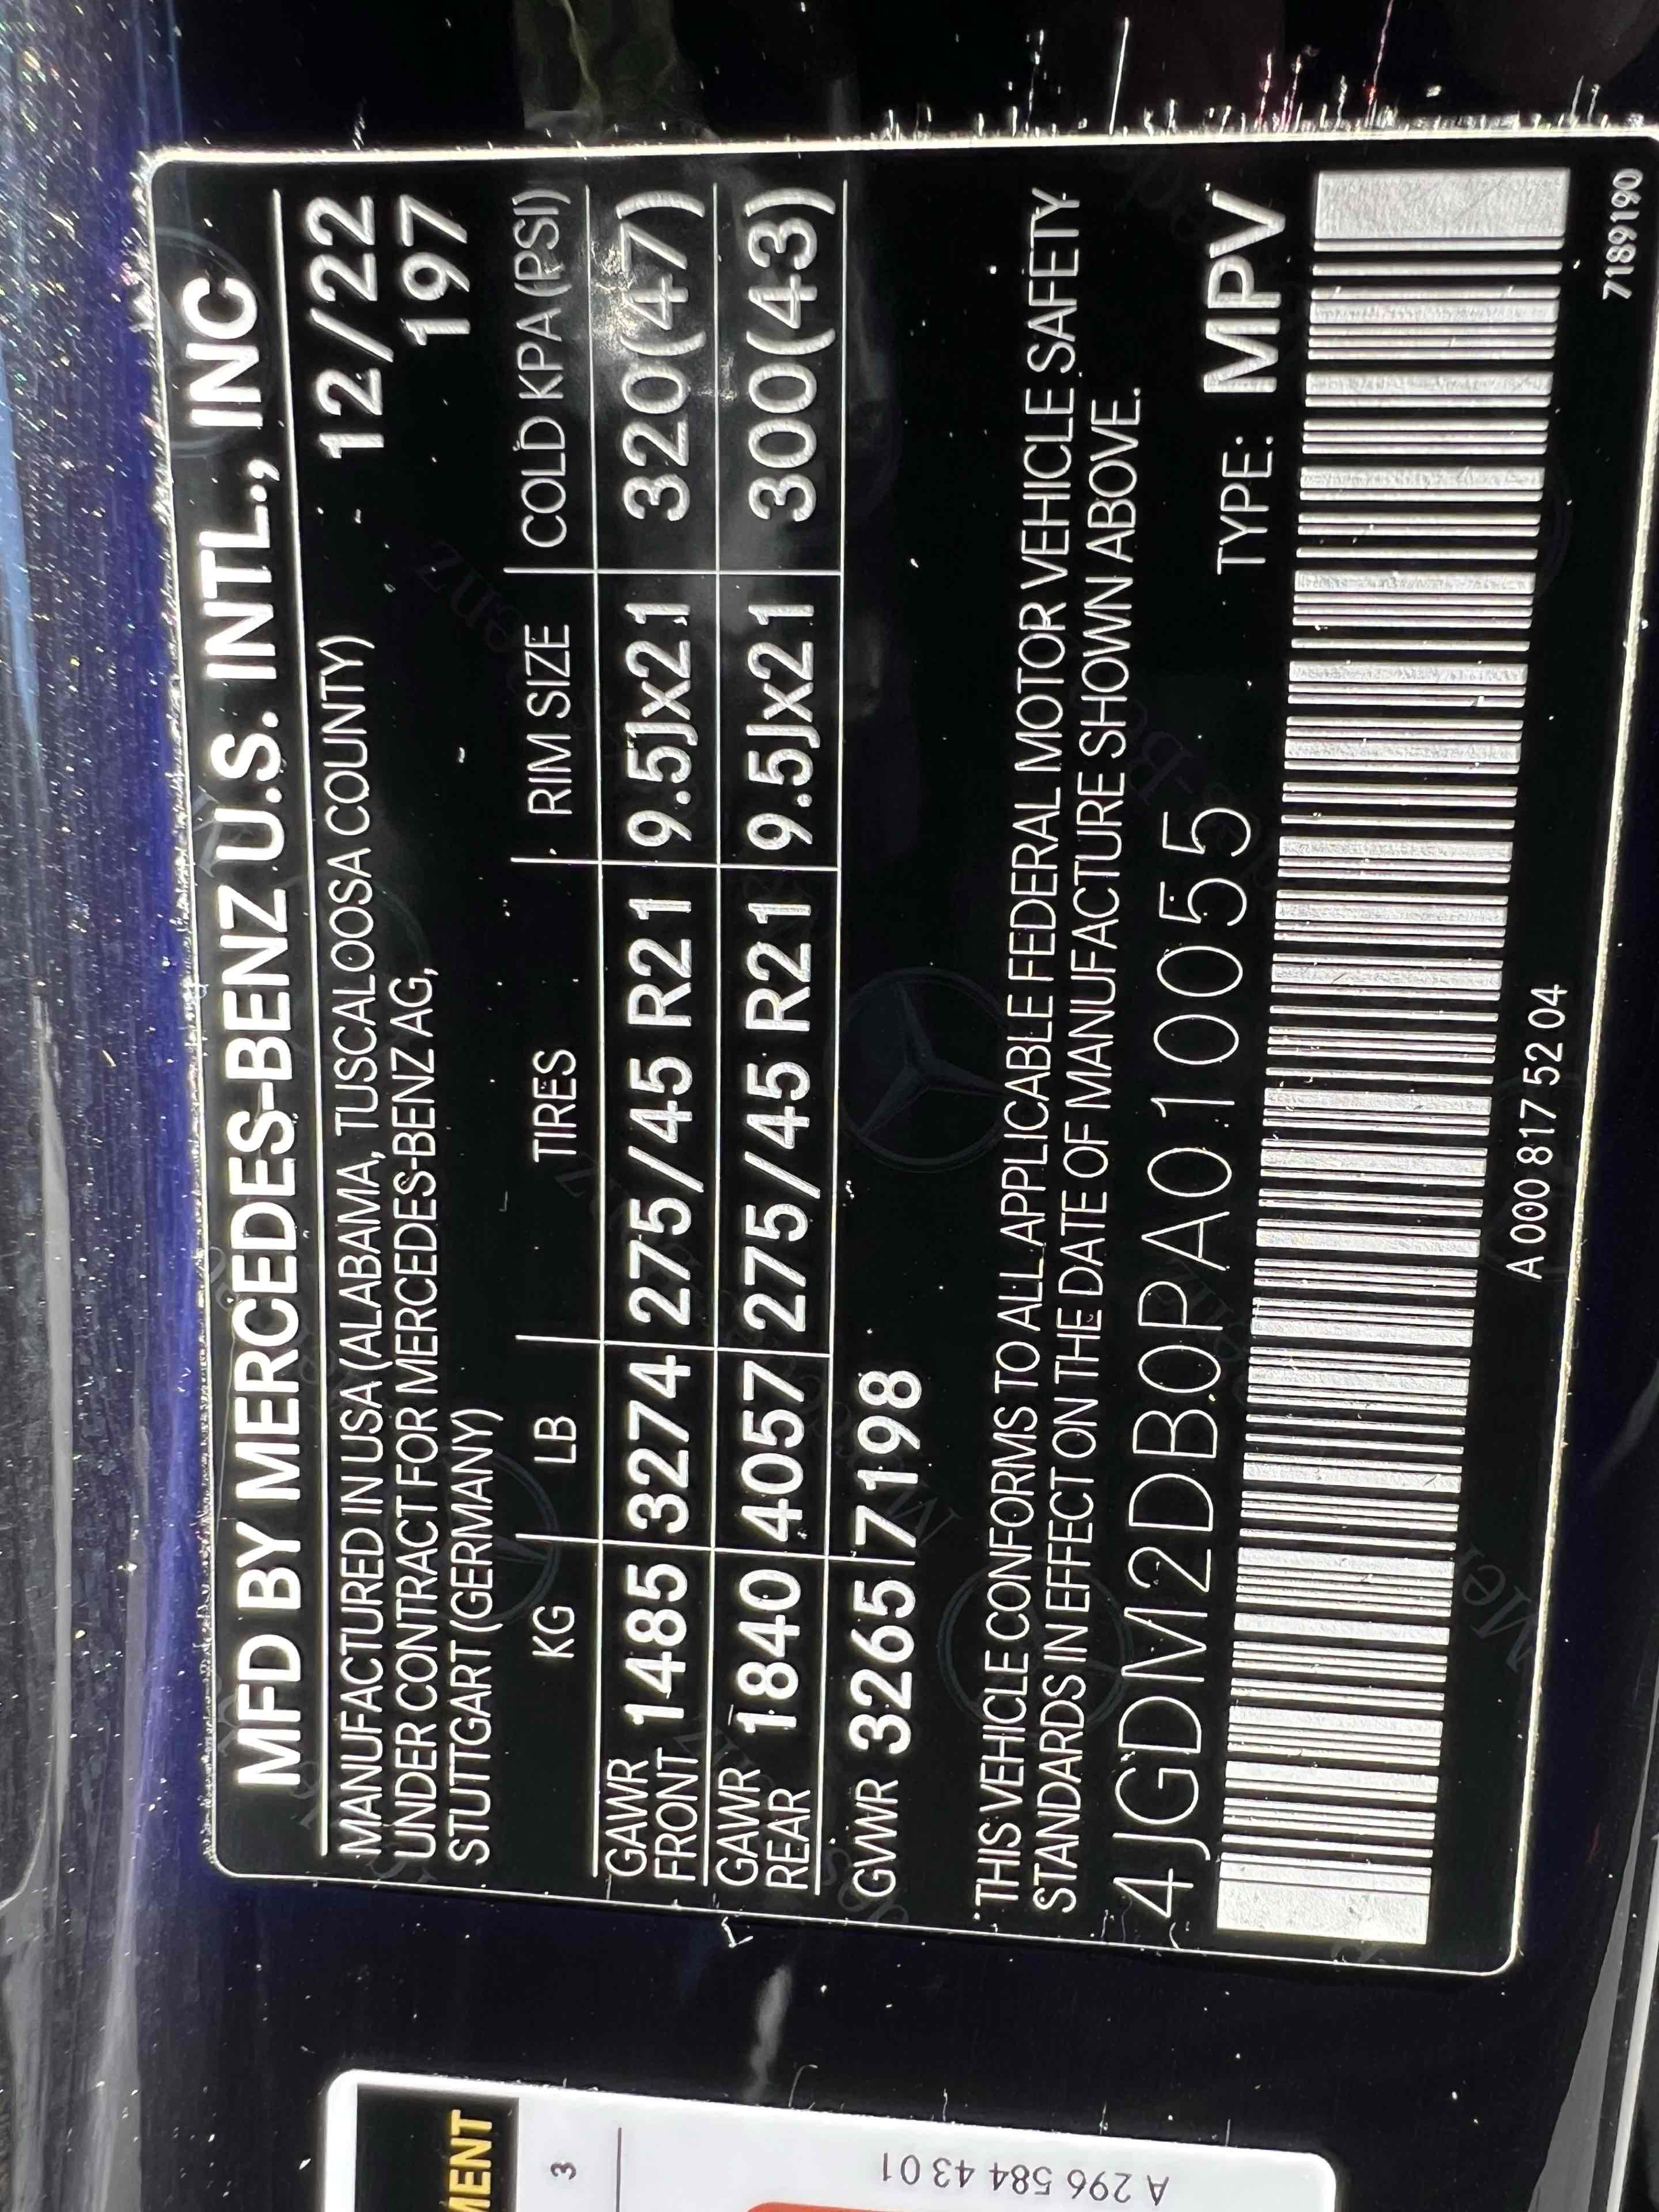 MFD BY MERCEDES-BENZ U.S. INTL., INC
MANUFACTURED IN USA (ALABAMA, TUSCALOOSA COUNTY) 12/22
UNDER CONTRACT FOR MERCEDES-BENZ AG, 197
STUTTGART (GERMANY)
KG LB TIRES RIM SIZE COLD KPA (PSI)
GAWR
FRONT 1485 3274 275/45 R21 9.5Jx21 320(47)
GAWR
REAR 1840 4057 275/45 R21 9.5Jx21 300(43)
GVWR 3265 7198
THIS VEHICLE CONFORMS TO ALL APPLICABLE FEDERAL MOTOR VEHICLE SAFETY
STANDARDS IN EFFECT ON THE DATE OF MANUFACTURE SHOWN ABOVE.
4JGDM2DB0PA010055 TYPE: MPV
A 000 817 52 04
7189190
3
A 296 584 43 01